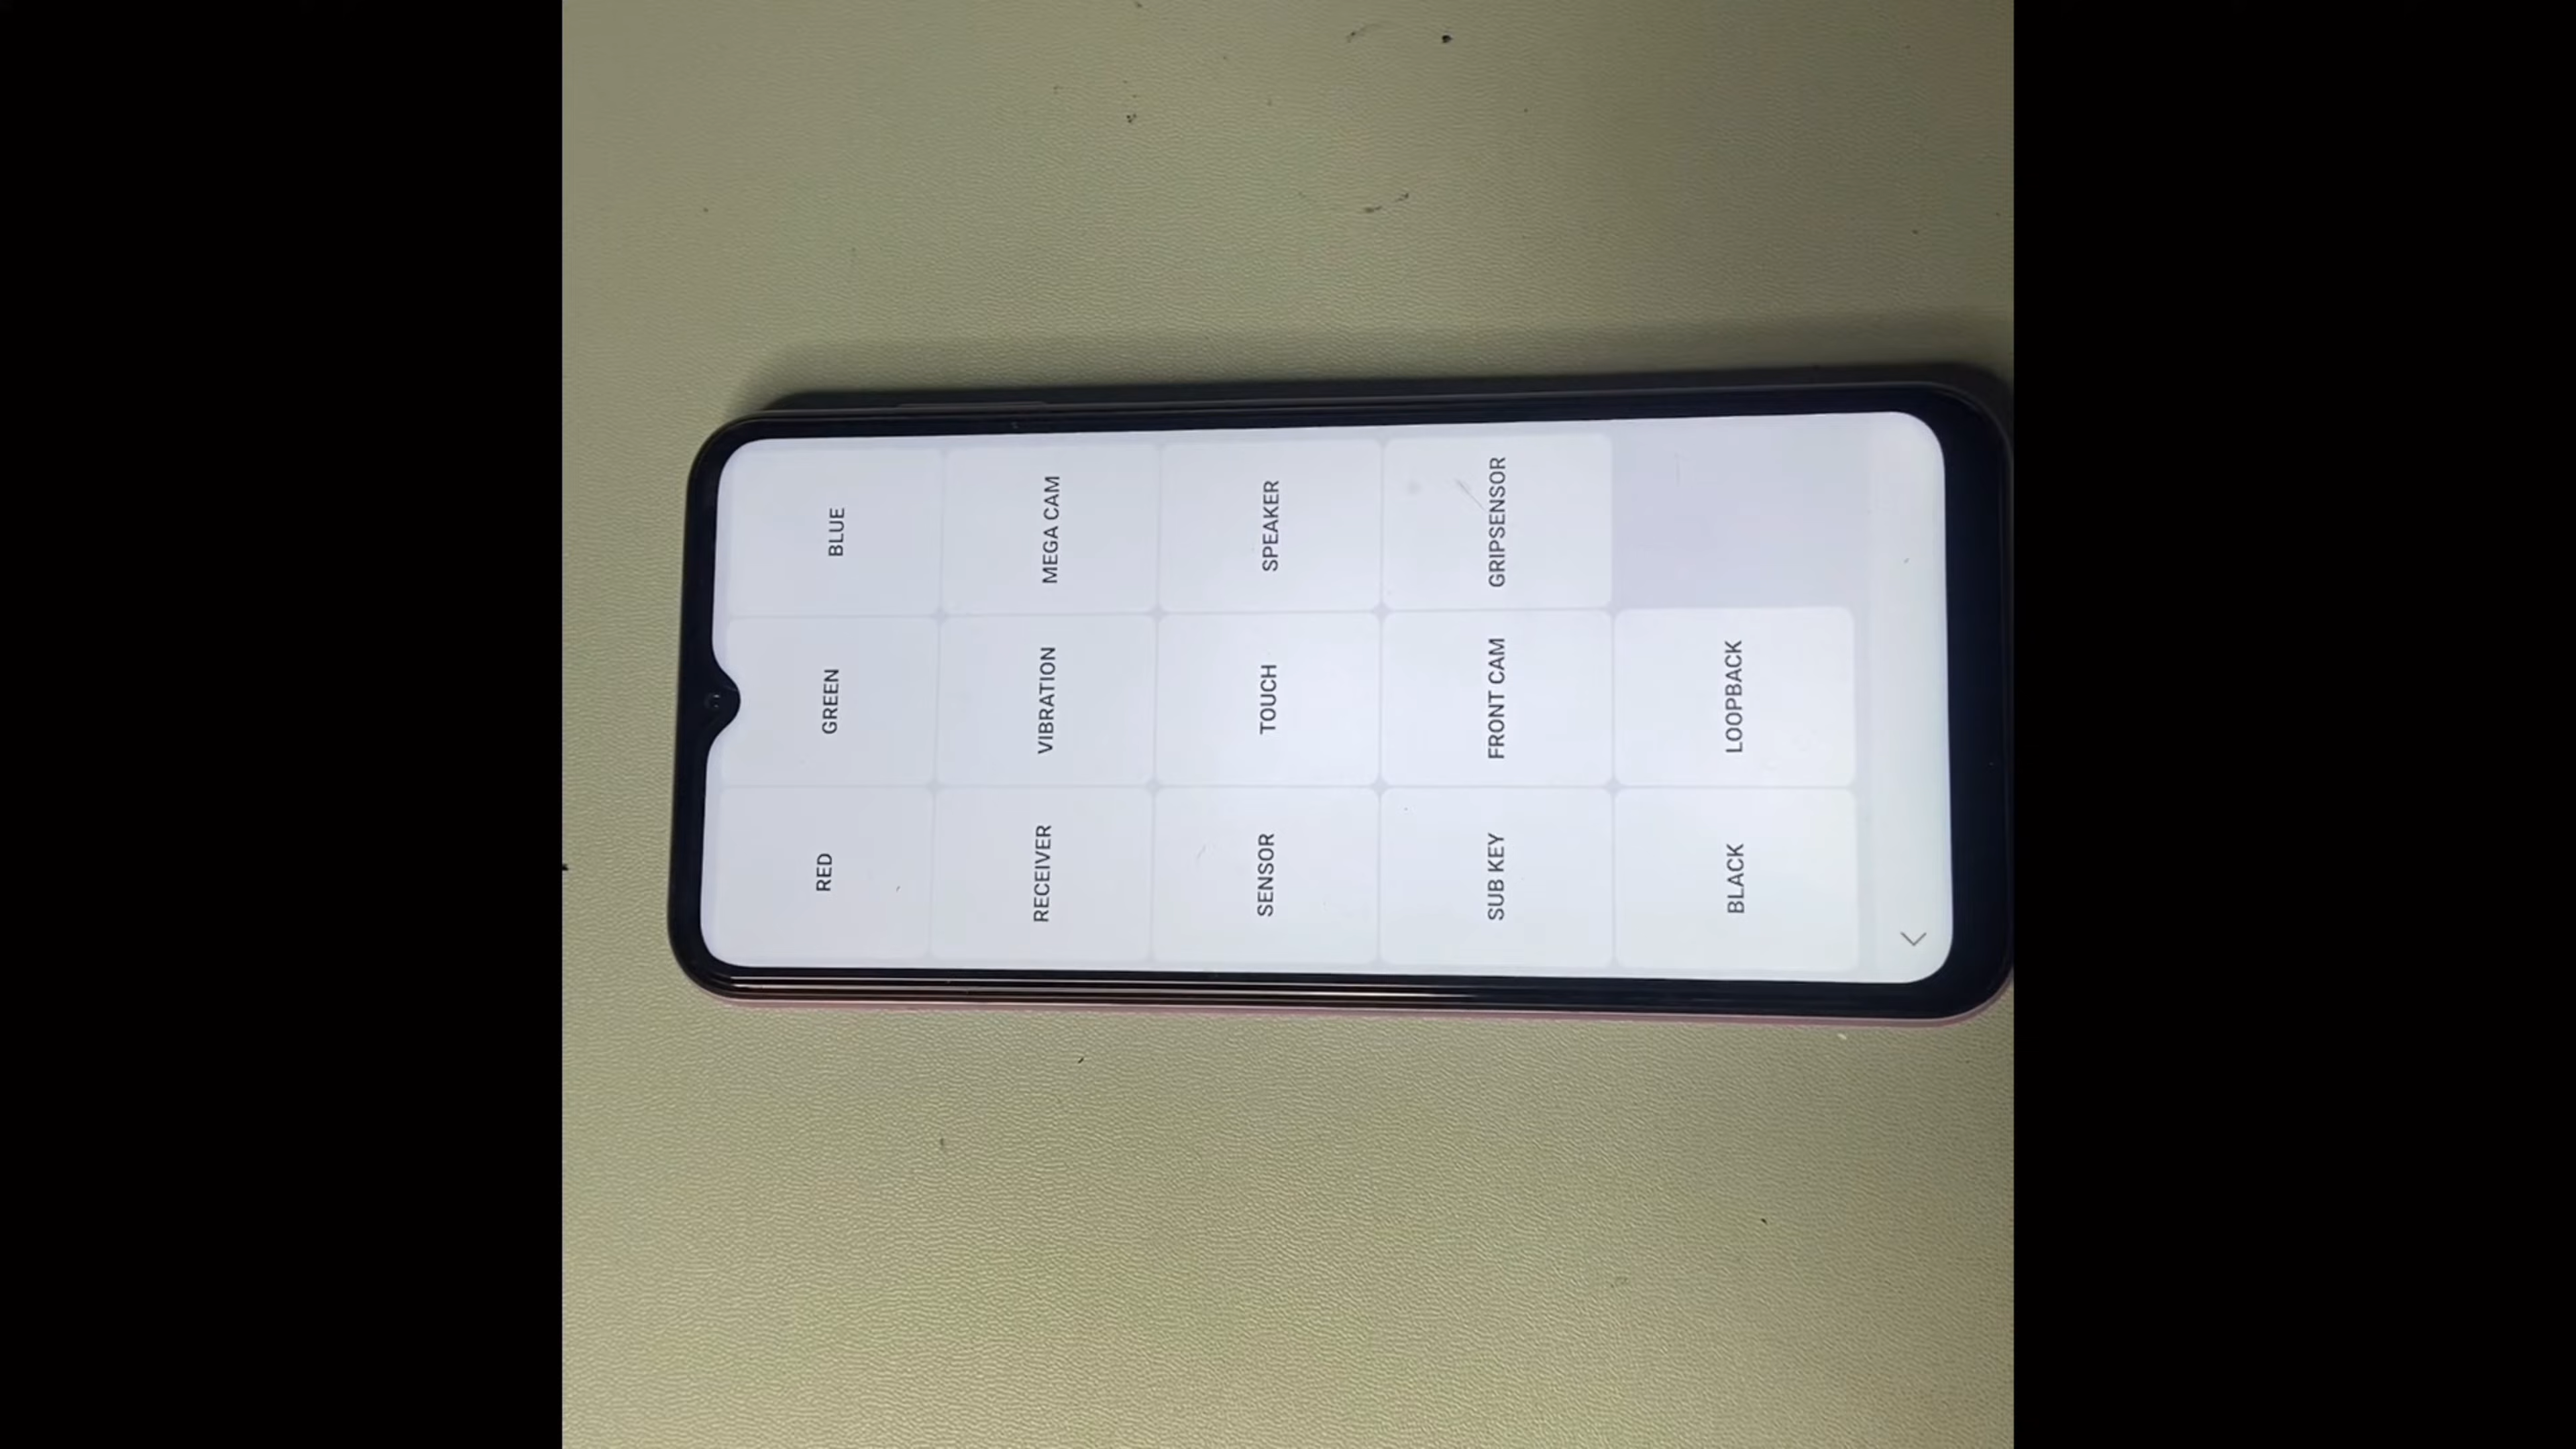 RED
GREEN
BLUE
RECEIVER
VIBRATION
MEGA CAM
SENSOR
TOUCH
SPEAKER
SUB KEY
FRONT CAM
GRIPSENSOR
BLACK
LOOPBACK